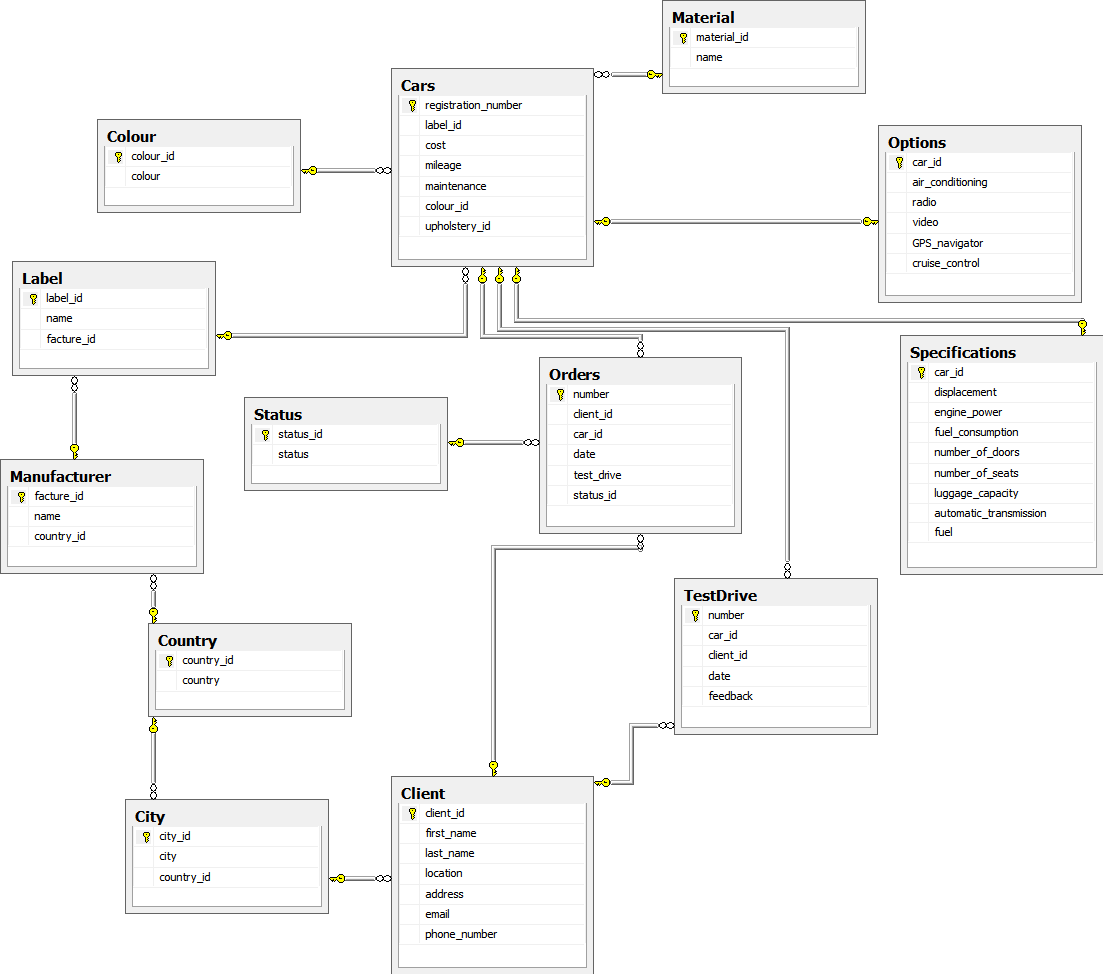 Material
material_id
name
Cars
registration_number
label_id
cost
mileage
maintenance
colour_id
upholstery_id
Colour
colour_id
colour
Options
car_id
air_conditioning
radio
video
GPS_navigator
cruise_control
Label
label_id
name
facture_id
Specifications
car_id
displacement
engine_power
fuel_consumption
number_of_doors
number_of_seats
luggage_capacity
automatic_transmission
fuel
Orders
number
client_id
car_id
date
test_drive
status_id
Status
status_id
status
Manufacturer
facture_id
name
country_id
TestDrive
number
car_id
client_id
date
feedback
Country
country_id
country
Client
client_id
first_name
last_name
location
address
email
phone_number
City
city_id
city
country_id